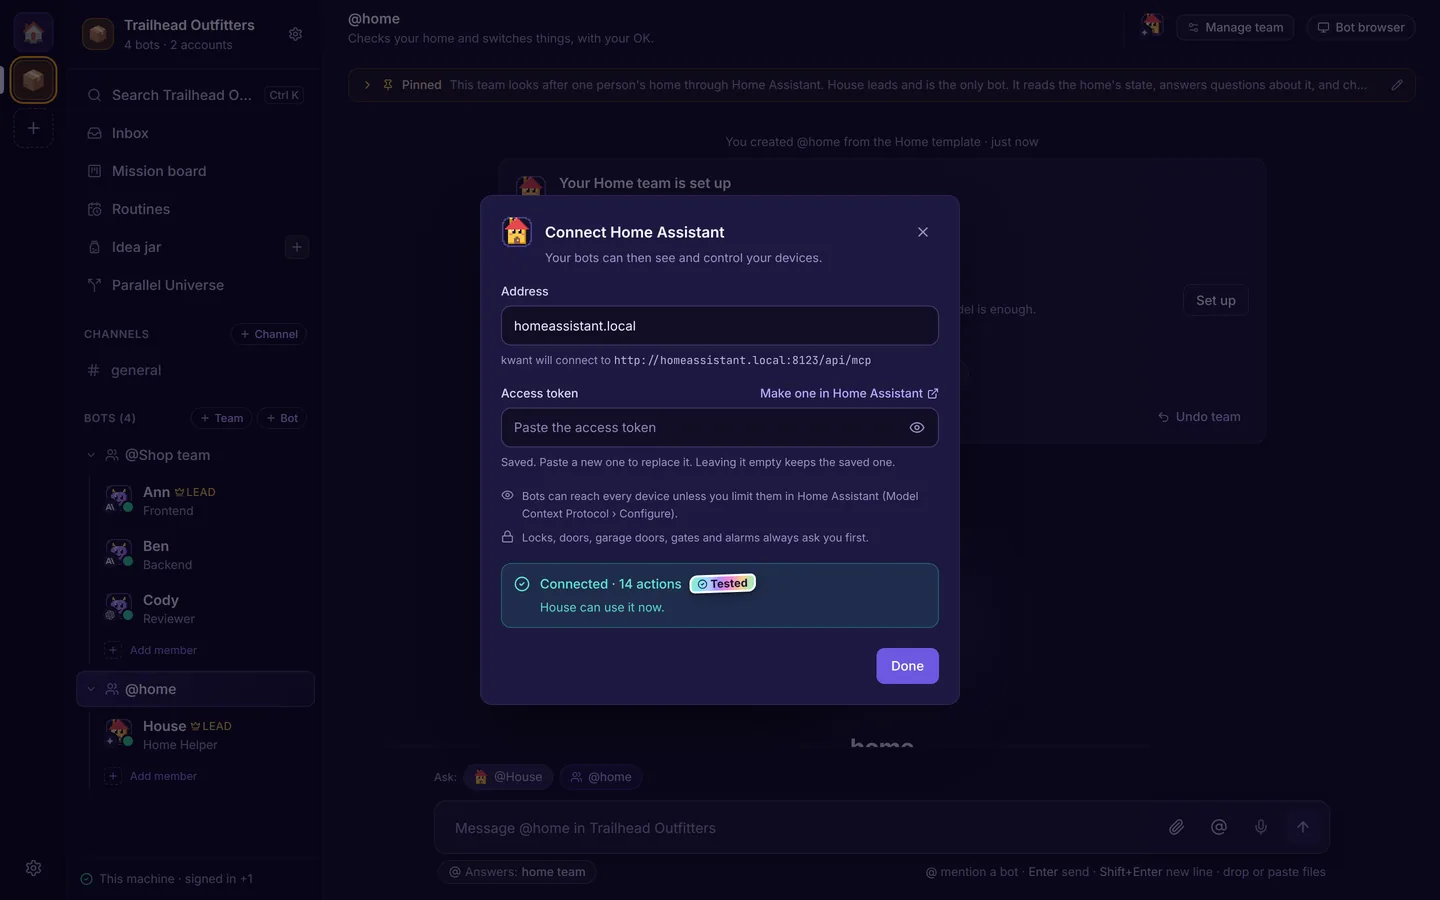 Trailhead Outfitters
4 bots · 2 accounts
Search Trailhead O... Ctrl K
Inbox
Mission board
Routines
Idea jar
Parallel Universe
CHANNELS
+ Channel
# general
BOTS (4)
+ Team
+ Bot
@Shop team
Ann LEAD
Frontend
Ben
Backend
Cody
Reviewer
Add member
@home
House LEAD
Home Helper
Add member
This machine · signed in +1
@home
Checks your home and switches things, with your OK.
Manage team
Bot browser
Pinned This team looks after one person's home through Home Assistant. House leads and is the only bot. It reads the home's state, answers questions about it, and ch...
You created @home from the Home template · just now
Your Home team is set up
is enough.
Set up
Undo team
Connect Home Assistant
Your bots can then see and control your devices.
Address
homeassistant.local
kwant will connect to http://homeassistant.local:8123/api/mcp
Access token
Make one in Home Assistant
Paste the access token
Saved. Paste a new one to replace it. Leaving it empty keeps the saved one.
Bots can reach every device unless you limit them in Home Assistant (Model
Context Protocol › Configure).
Locks, doors, garage doors, gates and alarms always ask you first.
Connected · 14 actions Tested
House can use it now.
Done
home
Ask: @House @home
Message @home in Trailhead Outfitters
@ Answers: home team
@ mention a bot · Enter send · Shift+Enter new line · drop or paste files